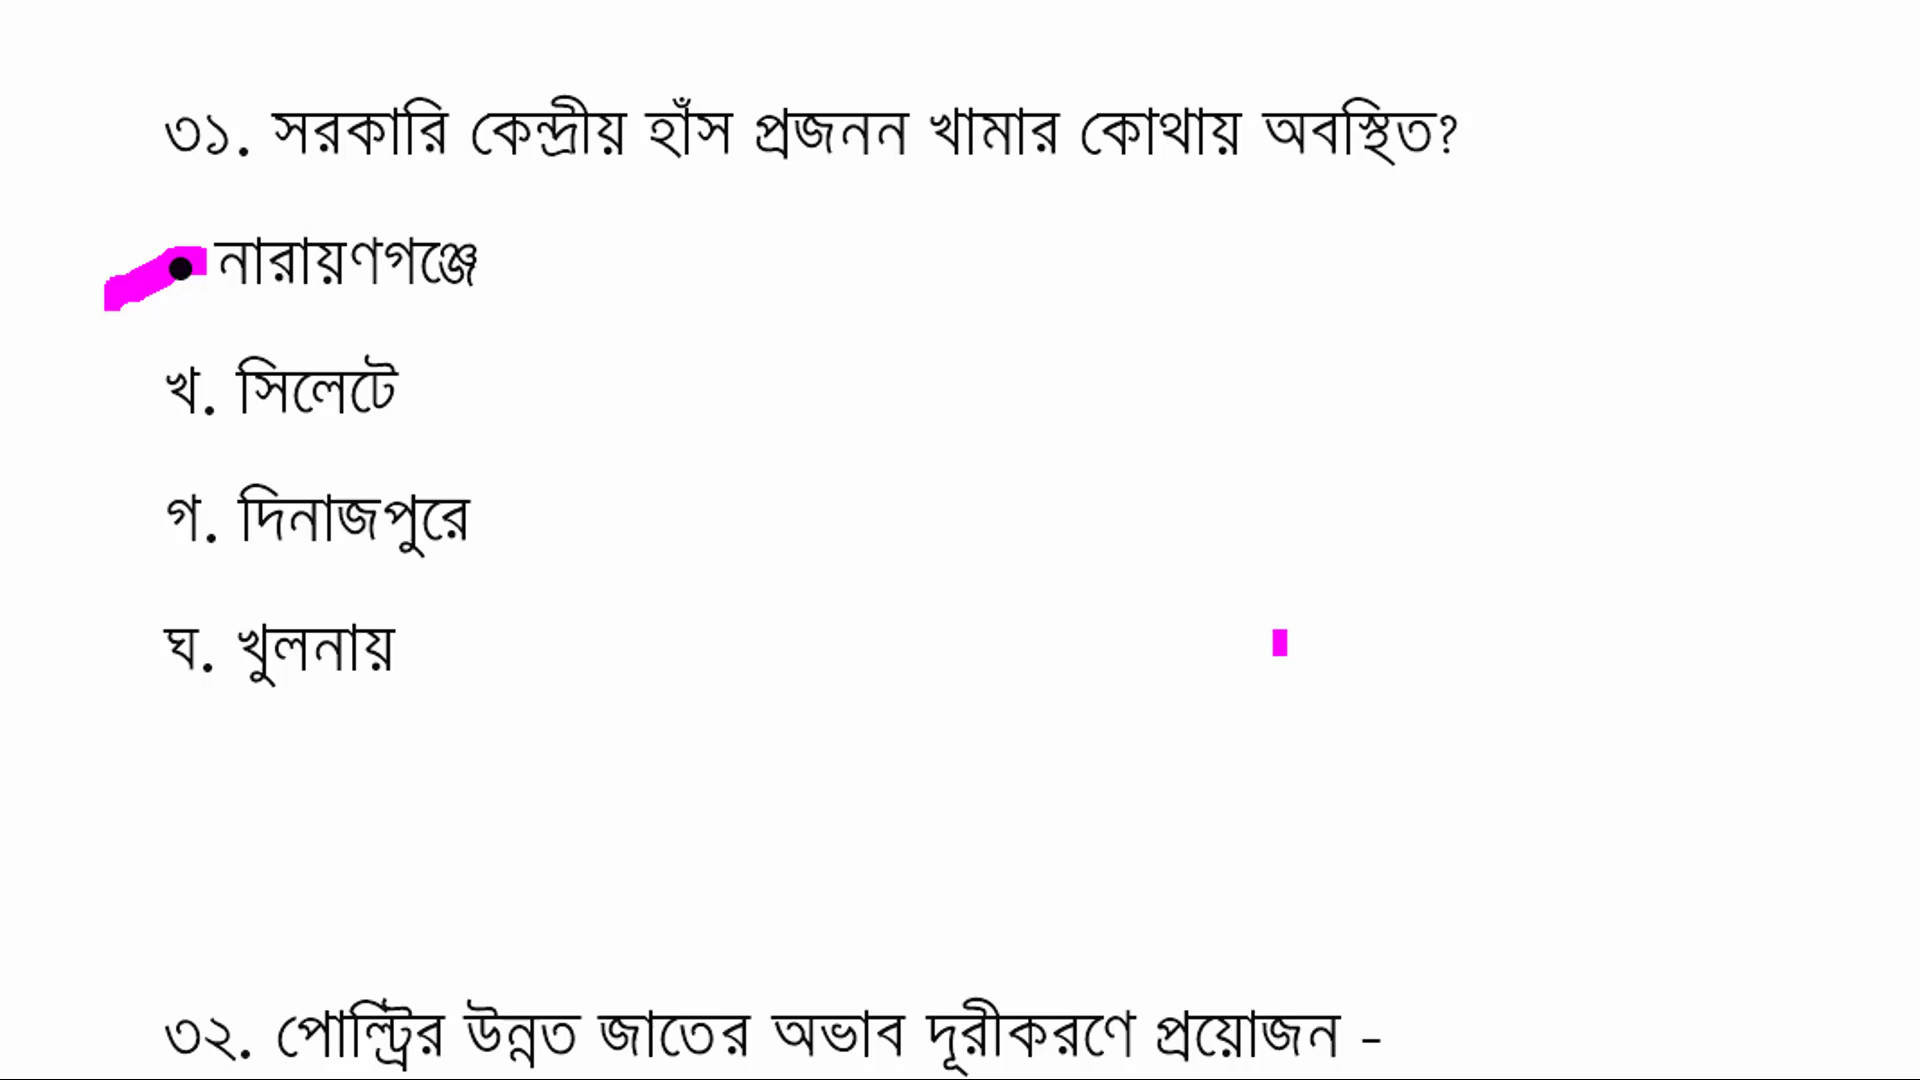 ৩১. সরকারি কেন্দ্রীয় হাঁস প্রজনন খামার কোথায় অবস্থিত?
● নারায়ণগঞ্জে
খ. সিলেটে
গ. দিনাজপুরে
ঘ. খুলনায়
৩২. পোল্ট্রির উন্নত জাতের অভাব দূরীকরণে প্রয়োজন -